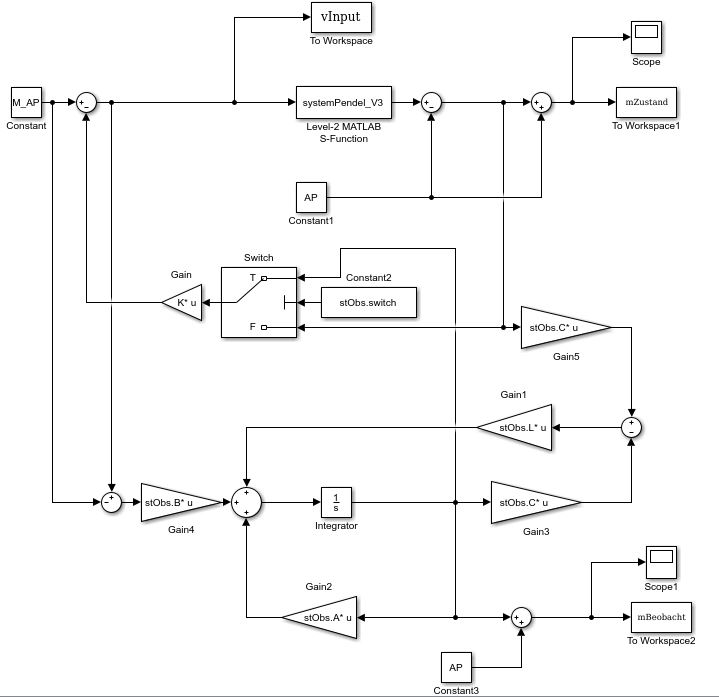 vInput
To Workspace
Scope
M_AP
Constant
systemPendel_V3
Level-2 MATLAB
S-Function
mZustand
To Workspace1
AP
Constant1
Switch
T
F
Gain
K* u
Constant2
stObs.switch
stObs.C* u
Gain5
Gain1
stObs.L* u
stObs.B* u
Gain4
1
s
Integrator
stObs.C* u
Gain3
Gain2
stObs.A* u
Scope1
mBeobacht
To Workspace2
AP
Constant3